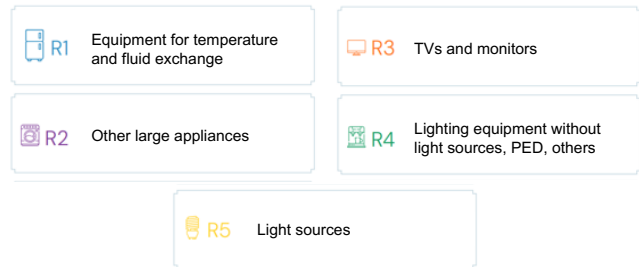 R1
Equipment for temperature
and fluid exchange
R2
Other large appliances
R3
TVs and monitors
R4
Lighting equipment without
light sources, PED, others
R5
Light sources